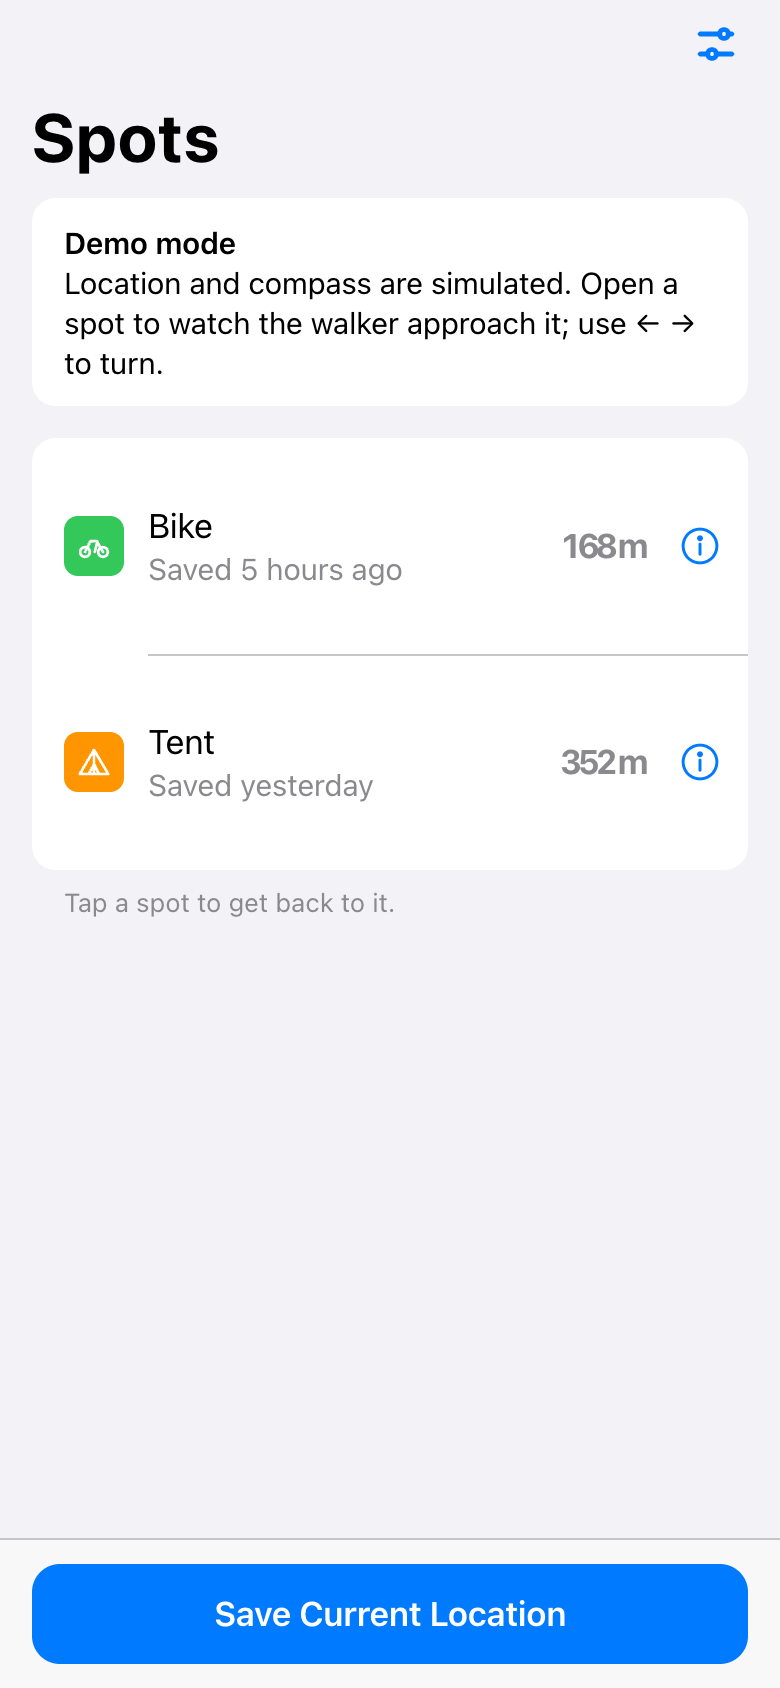 Spots
Demo mode
Location and compass are simulated. Open a
spot to watch the walker approach it; use ← →
to turn.
Bike
Saved 5 hours ago
168m
Tent
Saved yesterday
352m
Tap a spot to get back to it.
Save Current Location